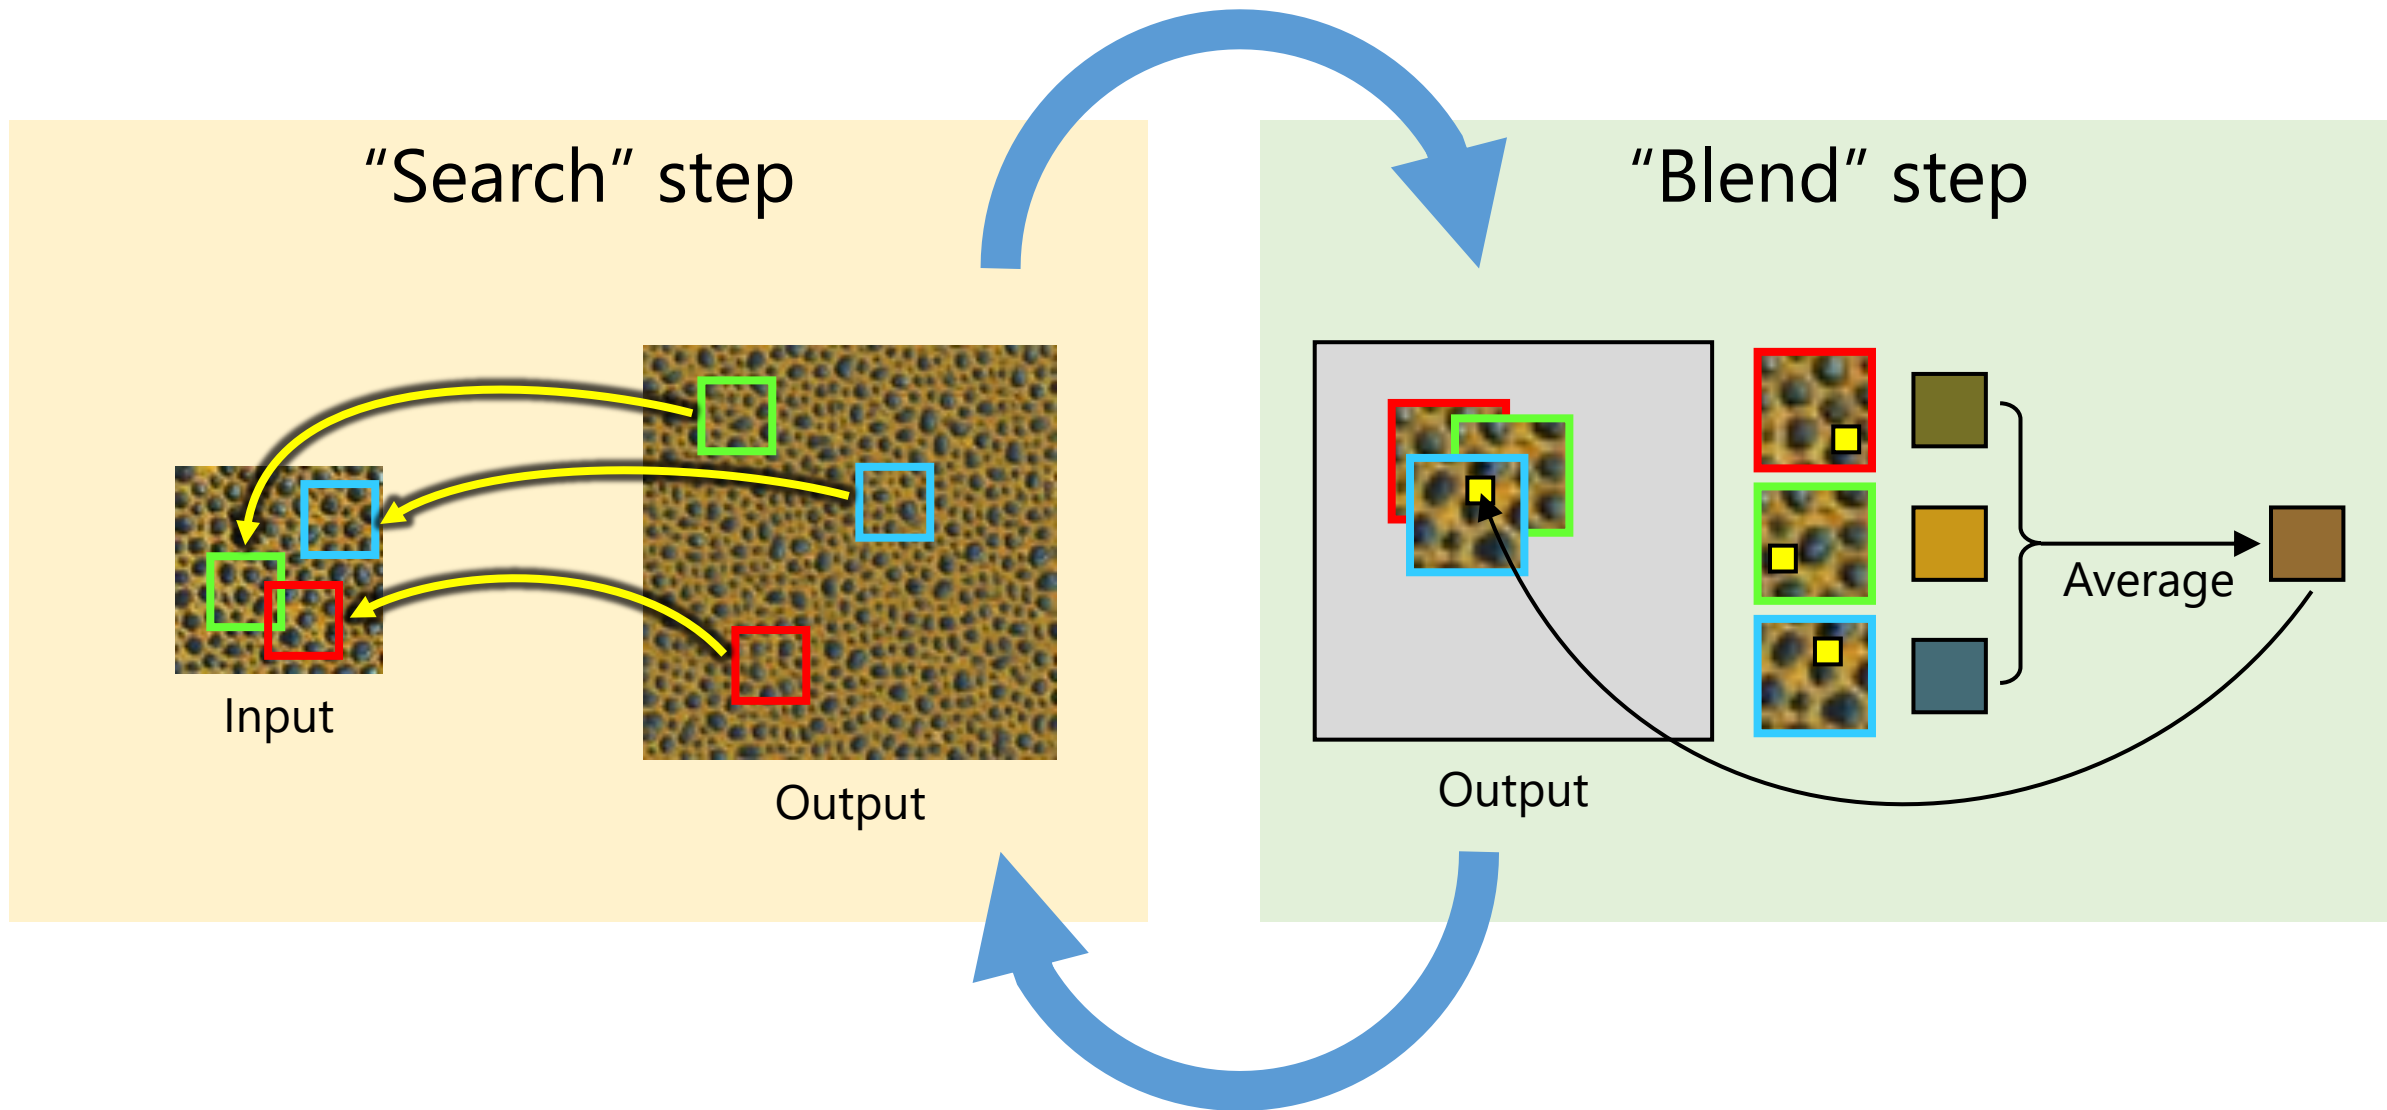 “Search” step
“Blend” step
Input
Output
Output
Average